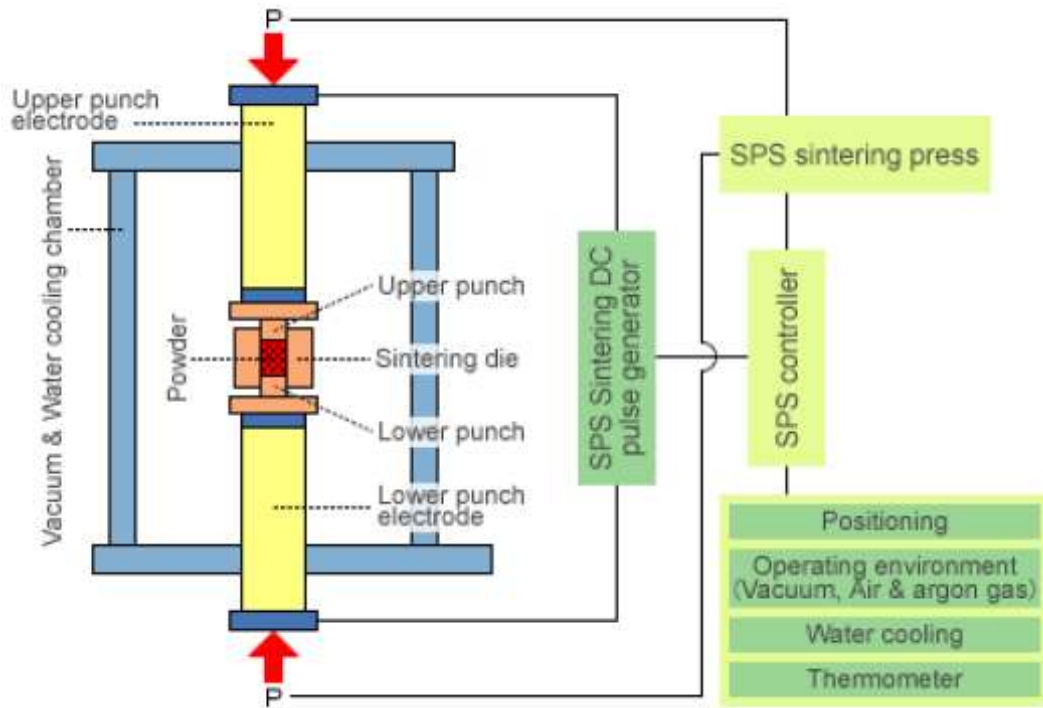 P
Upper punch
electrode
Vacuum & Water cooling chamber
Powder
Upper punch
Sintering die
Lower punch
Lower punch
electrode
P
SPS Sintering DC
pulse generator
SPS sintering press
SPS controller
Positioning
Operating environment
(Vacuum, Air & argon gas)
Water cooling
Thermometer